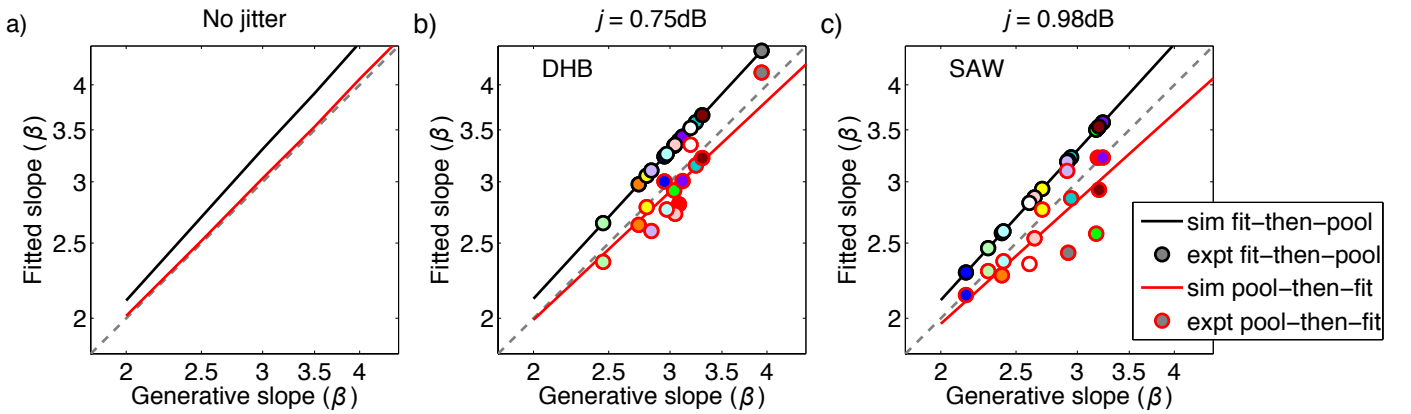 a)
No jitter
Fitted slope (β)
4
3.5
3
2.5
2
2 2.5 3 3.5 4
Generative slope (β)
b)
j = 0.75dB
DHB
Fitted slope (β)
4
3.5
3
2.5
2
2 2.5 3 3.5 4
Generative slope (β)
c)
j = 0.98dB
SAW
Fitted slope (β)
4
3.5
3
2.5
2
2 2.5 3 3.5 4
Generative slope (β)
sim fit−then−pool
expt fit−then−pool
sim pool−then−fit
expt pool−then−fit